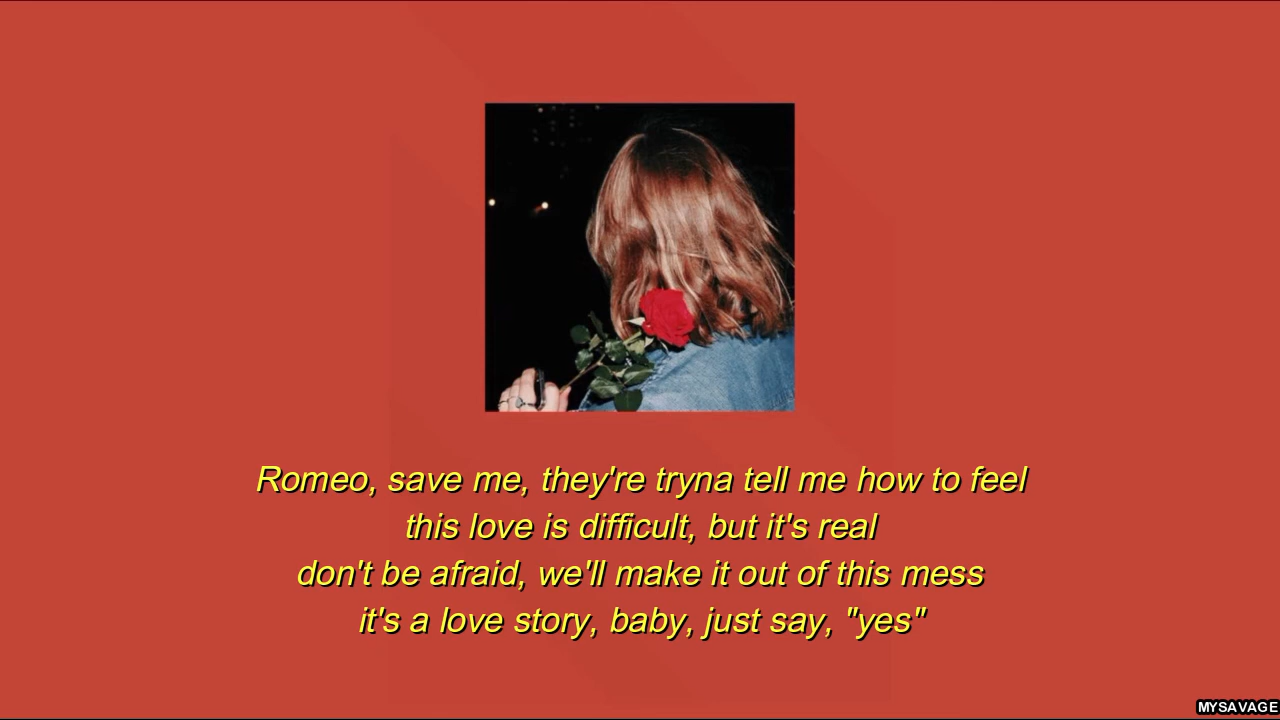 Romeo, save me, they're tryna tell me how to feel
this love is difficult, but it's real
don't be afraid, we'll make it out of this mess
it's a love story, baby, just say, "yes"
MYSAVAGE